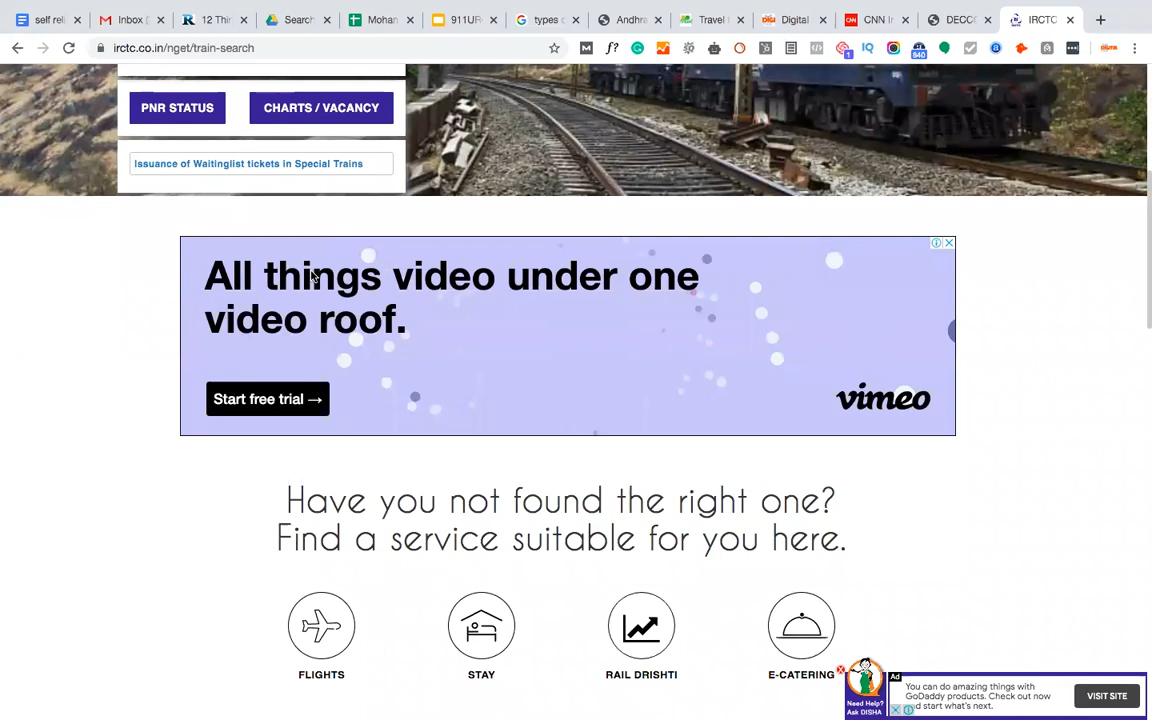 self reli
Inbox (
12 Thin
Search
Mohan
911UR
types o
Andhra
Travel
Digital
CNN In
DECC
IRCTC
irctc.co.in/nget/train-search
PNR STATUS
CHARTS / VACANCY
Issuance of Waitinglist tickets in Special Trains
All things video under one
video roof.
Start free trial →
vimeo
Have you not found the right one?
Find a service suitable for you here.
FLIGHTS
STAY
RAIL DRISHTI
E-CATERING
Need Help?
Ask DISHA
Ad
You can do amazing things with
GoDaddy products. Check out now
and start what's next.
VISIT SITE